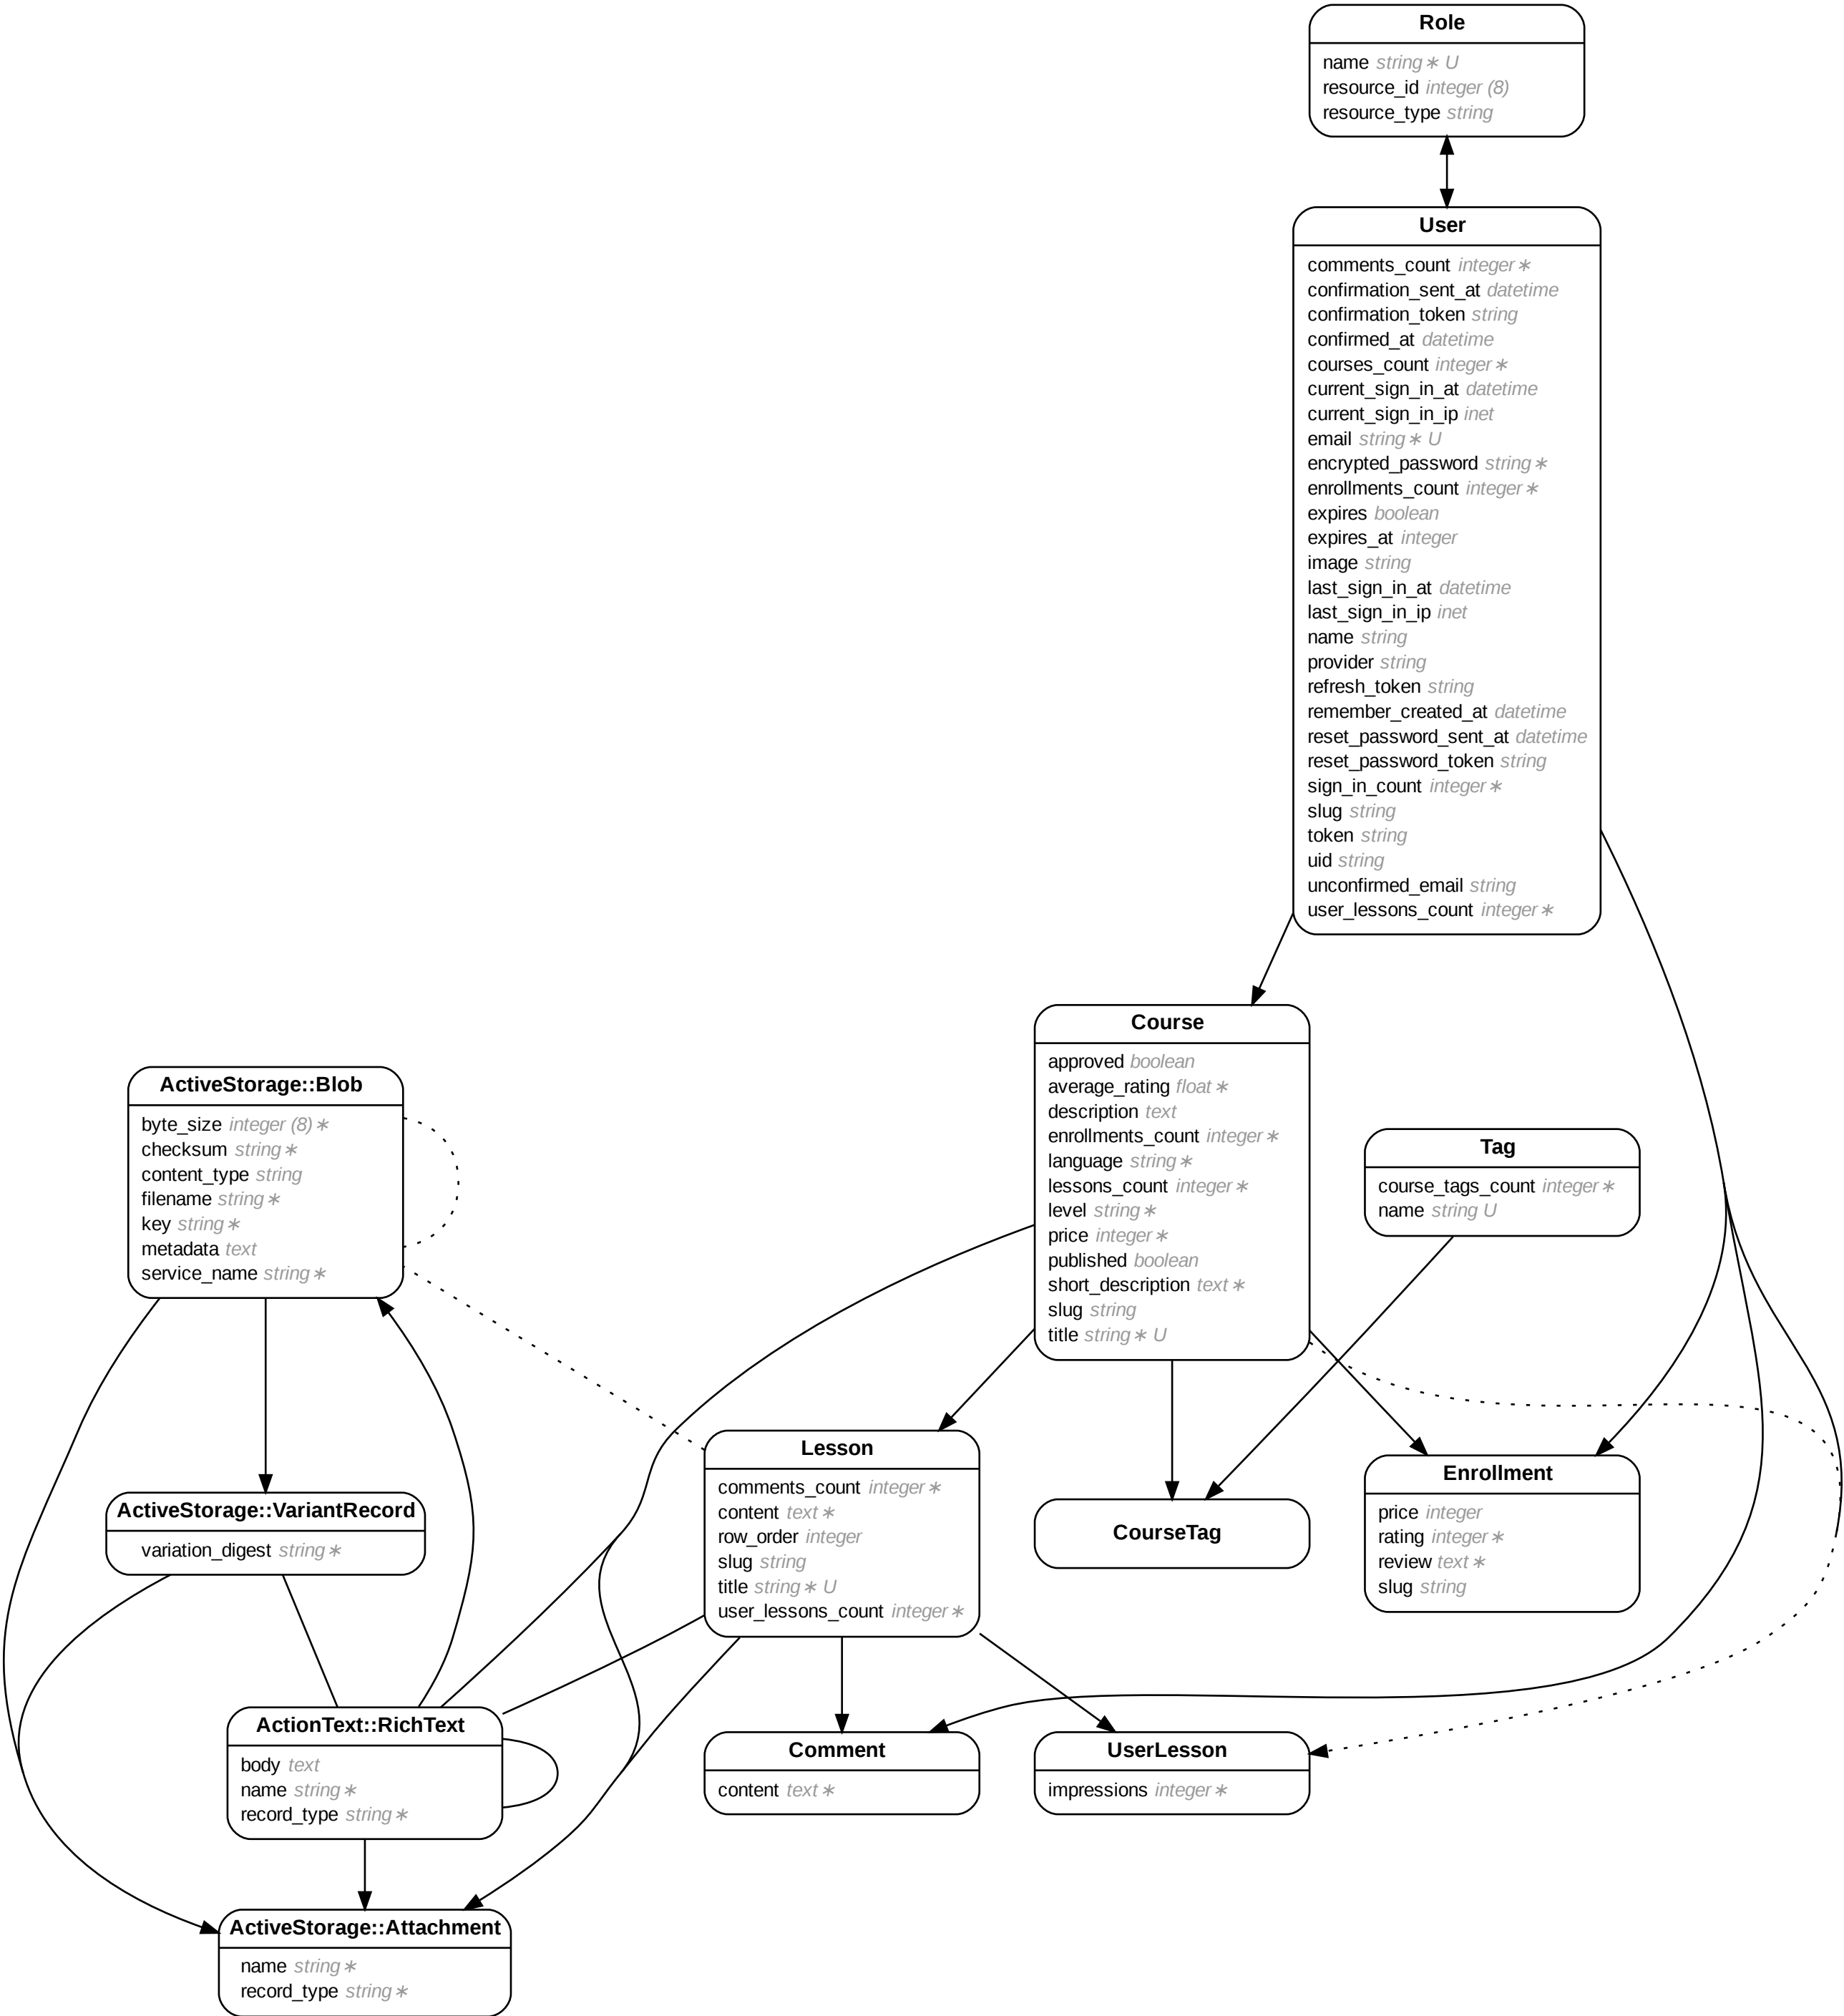 Role
name string∗ U
resource_id integer (8)
resource_type string
User
comments_count integer∗
confirmation_sent_at datetime
confirmation_token string
confirmed_at datetime
courses_count integer∗
current_sign_in_at datetime
current_sign_in_ip inet
email string∗ U
encrypted_password string∗
enrollments_count integer∗
expires boolean
expires_at integer
image string
last_sign_in_at datetime
last_sign_in_ip inet
name string
provider string
refresh_token string
remember_created_at datetime
reset_password_sent_at datetime
reset_password_token string
sign_in_count integer∗
slug string
token string
uid string
unconfirmed_email string
user_lessons_count integer∗
Course
approved boolean
average_rating float∗
description text
enrollments_count integer∗
language string∗
lessons_count integer∗
level string∗
price integer∗
published boolean
short_description text∗
slug string
title string∗ U
ActiveStorage::Blob
byte_size integer (8)∗
checksum string∗
content_type string
filename string∗
key string∗
metadata text
service_name string∗
Tag
course_tags_count integer∗
name string U
Lesson
comments_count integer∗
content text∗
row_order integer
slug string
title string∗ U
user_lessons_count integer∗
CourseTag
Enrollment
price integer
rating integer∗
review text∗
slug string
ActiveStorage::VariantRecord
variation_digest string∗
ActionText::RichText
body text
name string∗
record_type string∗
Comment
content text∗
UserLesson
impressions integer∗
ActiveStorage::Attachment
name string∗
record_type string∗